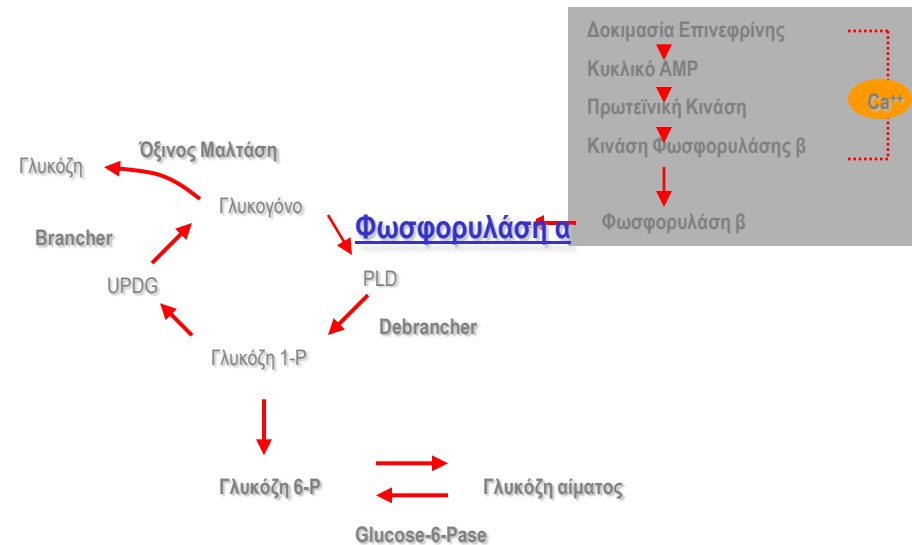 Δοκιμασία Επινεφρίνης
Κυκλικό AMP
Ca++
Πρωτεϊνική Κινάση
Κινάση Φωσφορυλάσης β
Όξινος Μαλτάση
Γλυκόζη
Γλυκογόνο
Φωσφορυλάση α
Φωσφορυλάση β
Brancher
UPDG
PLD
Debrancher
Γλυκόζη 1-P
Γλυκόζη 6-P
Γλυκόζη αίματος
Glucose-6-Pase